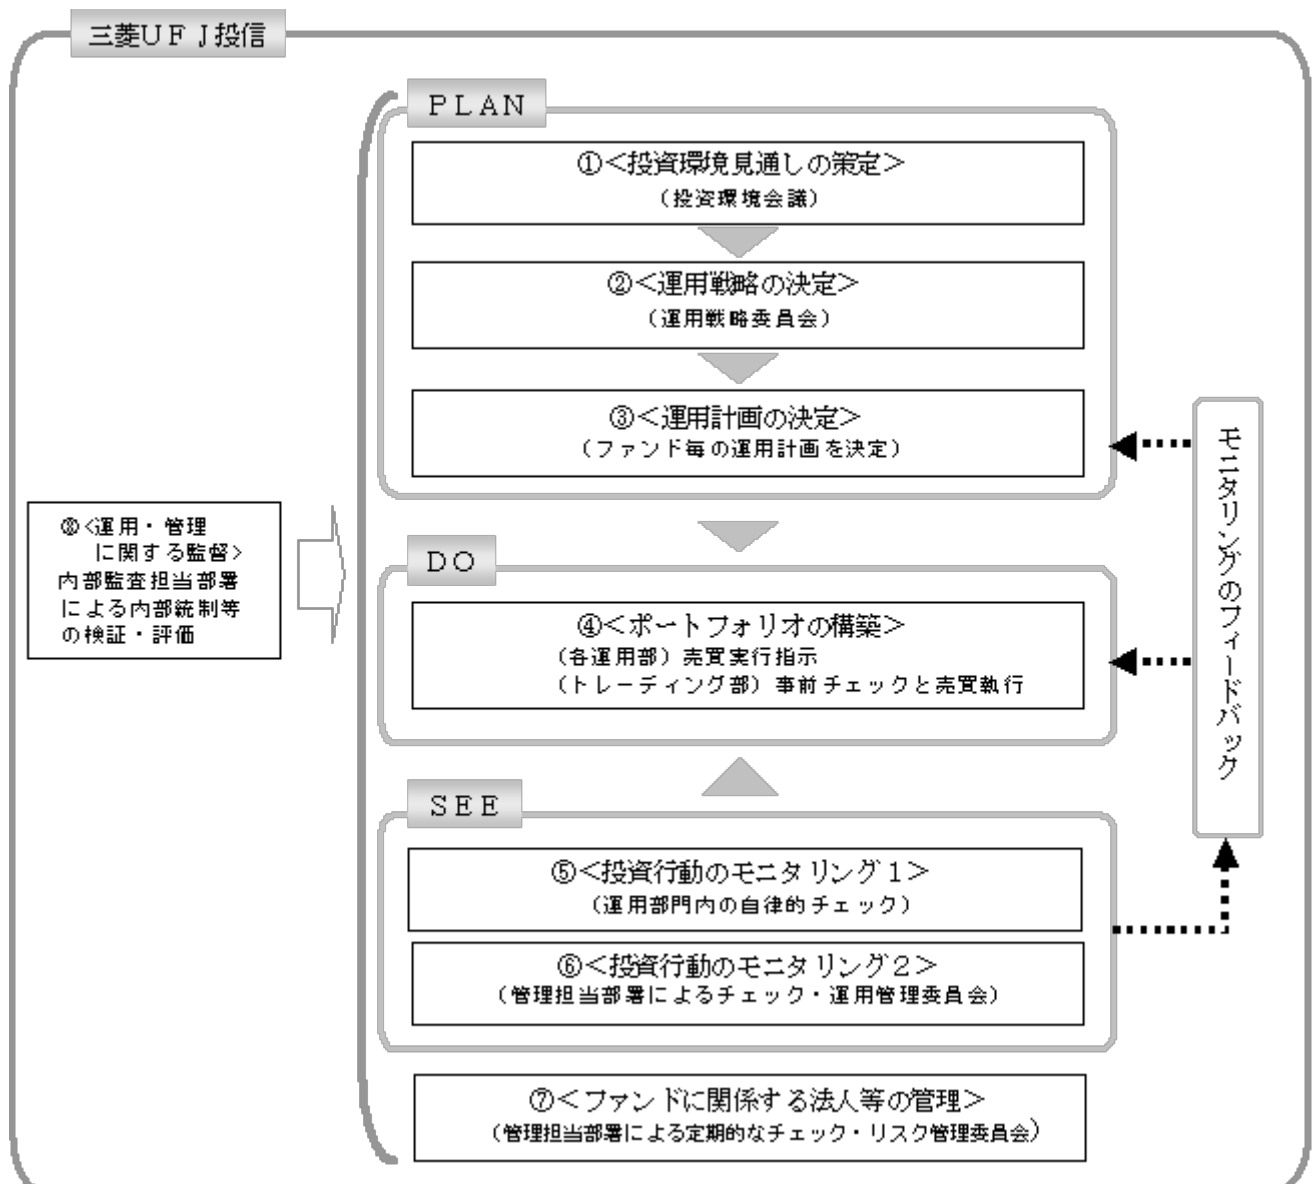 三菱ＵＦＪ投信
ＰＬＡＮ
①＜投資環境見通しの策定＞
（投資環境会議）
②＜運用戦略の決定＞
（運用戦略委員会）
③＜運用計画の決定＞
（ファンド毎の運用計画を決定）
モニタリングのフィードバック
⑧＜運用・管理
に関する監督＞
内部監査担当部署
による内部統制等
の検証・評価
ＤＯ
④＜ポートフォリオの構築＞
（各運用部）売買実行指示
（トレーディング部）事前チェックと売買執行
ＳＥＥ
⑤＜投資行動のモニタリング１＞
（運用部門内の自律的チェック）
⑥＜投資行動のモニタリング２＞
（管理担当部署によるチェック・運用管理委員会）
⑦＜ファンドに関係する法人等の管理＞
（管理担当部署による定期的なチェック・リスク管理委員会）